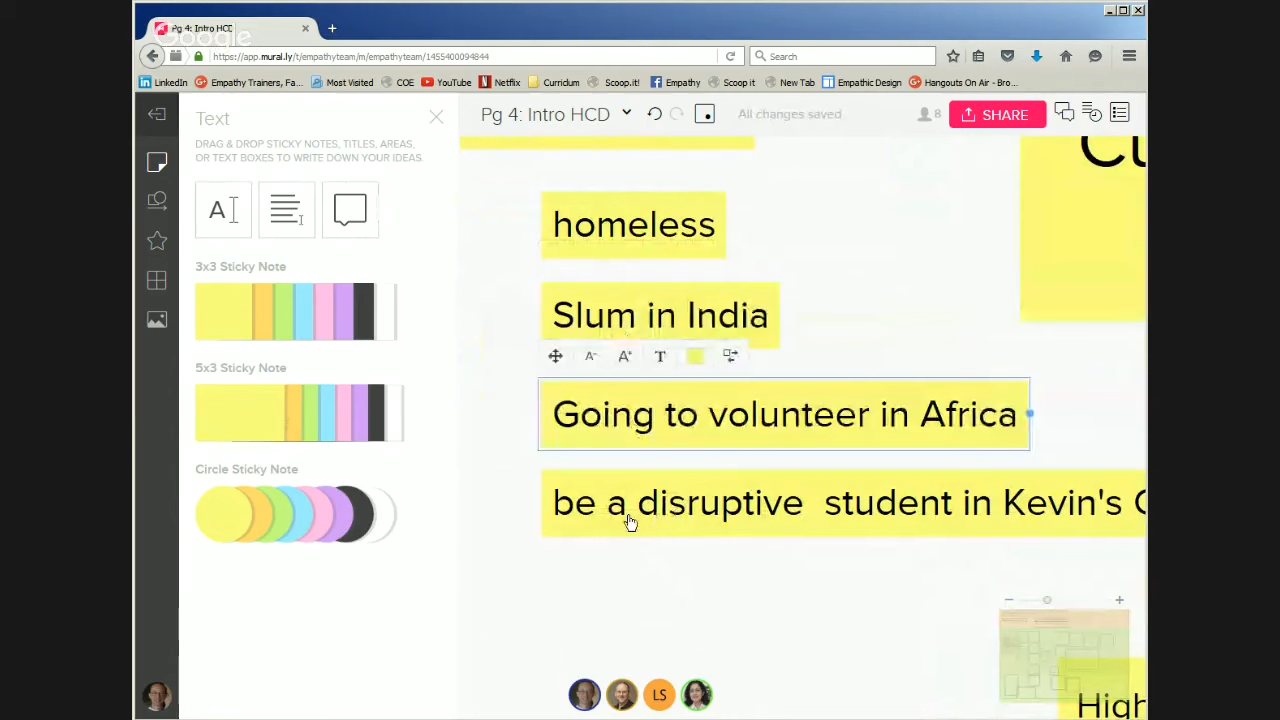 Pg 4: Intro HCD
Google
https://app.mural.ly/t/empathyteam/m/empathyteam/1455400094844
Search
LinkedIn
Empathy Trainers, Fa...
Most Visited
COE
YouTube
Netflix
Curridum
Scoop.it!
Empathy
Scoop it
New Tab
Empathic Design
Hangouts On Air - Bro...
Text
Pg 4: Intro HCD
All changes saved
8
SHARE
DRAG & DROP STICKY NOTES, TITLES, AREAS,
OR TEXT BOXES TO WRITE DOWN YOUR IDEAS.
A
3x3 Sticky Note
5x3 Sticky Note
Circle Sticky Note
homeless
Slum in India
A-
A+
T
Going to volunteer in Africa
be a disruptive student in Kevin's
LS
High